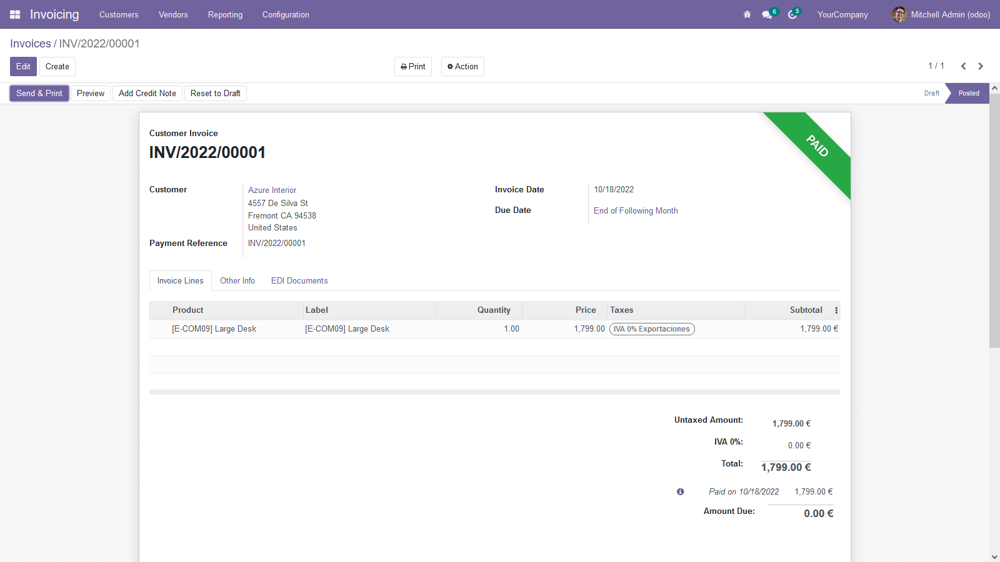 Invoicing Customers Vendors Reporting Configuration 6 5 YourCompany Mitchell Admin (odoo)
Invoices / INV/2022/00001
Edit Create Print Action 1 / 1
Send & Print Preview Add Credit Note Reset to Draft Draft Posted
PAID
Customer Invoice
INV/2022/00001
Customer Azure Interior Invoice Date 10/18/2022
4557 De Silva St
Due Date End of Following Month
Fremont CA 94538
United States
Payment Reference INV/2022/00001
Invoice Lines Other Info EDI Documents
Product Label Quantity Price Taxes Subtotal
[E-COM09] Large Desk [E-COM09] Large Desk 1.00 1,799.00 IVA 0% Exportaciones 1,799.00 €
Untaxed Amount: 1,799.00 €
IVA 0%: 0.00 €
Total: 1,799.00 €
Paid on 10/18/2022 1,799.00 €
Amount Due: 0.00 €